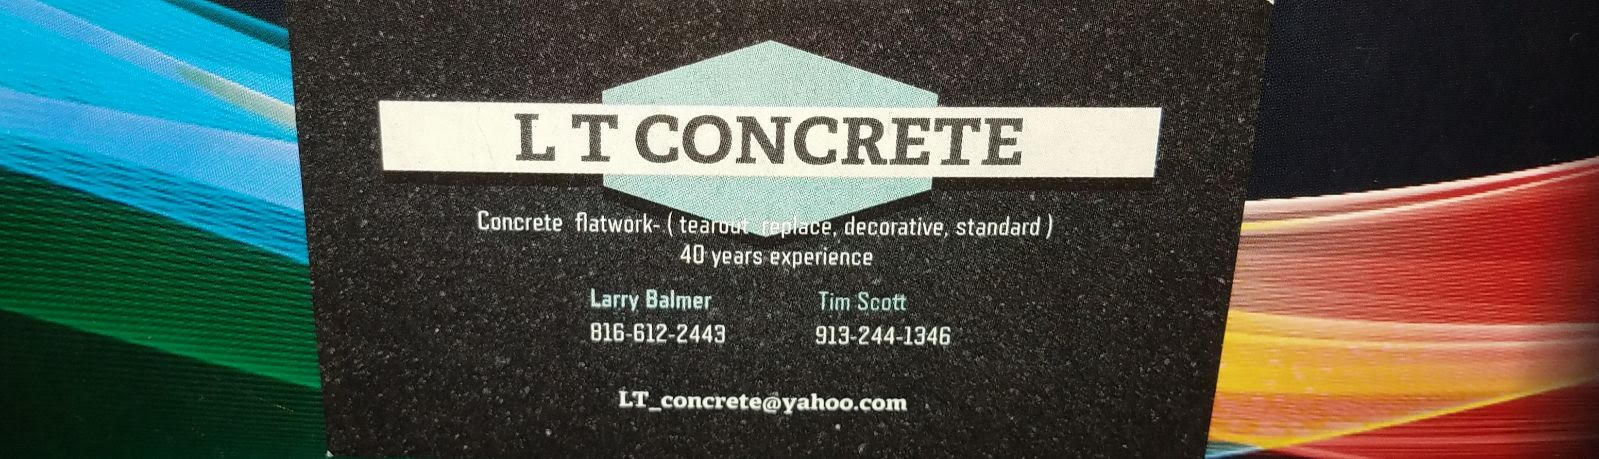 L T CONCRETE
Concrete flatwork- ( tearout replace, decorative, standard )
40 years experience
Larry Balmer
Tim Scott
816-612-2443
913-244-1346
LT_concrete@yahoo.com